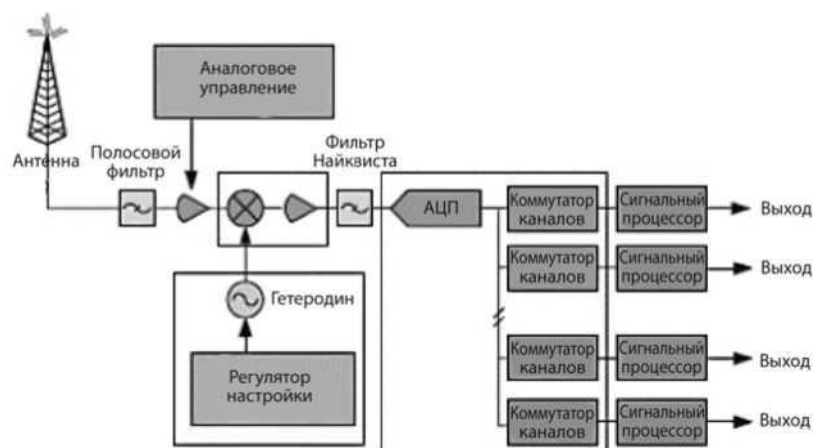 Аналоговое
управление
Антенна
Полосовой
фильтр
Фильтр
Найквиста
АЦП
Коммутатор
каналов
Сигнальный
процессор
Выход
Коммутатор
каналов
Сигнальный
процессор
Выход
Гетеродин
Регулятор
настройки
Коммутатор
каналов
Сигнальный
процессор
Выход
Коммутатор
каналов
Сигнальный
процессор
Выход